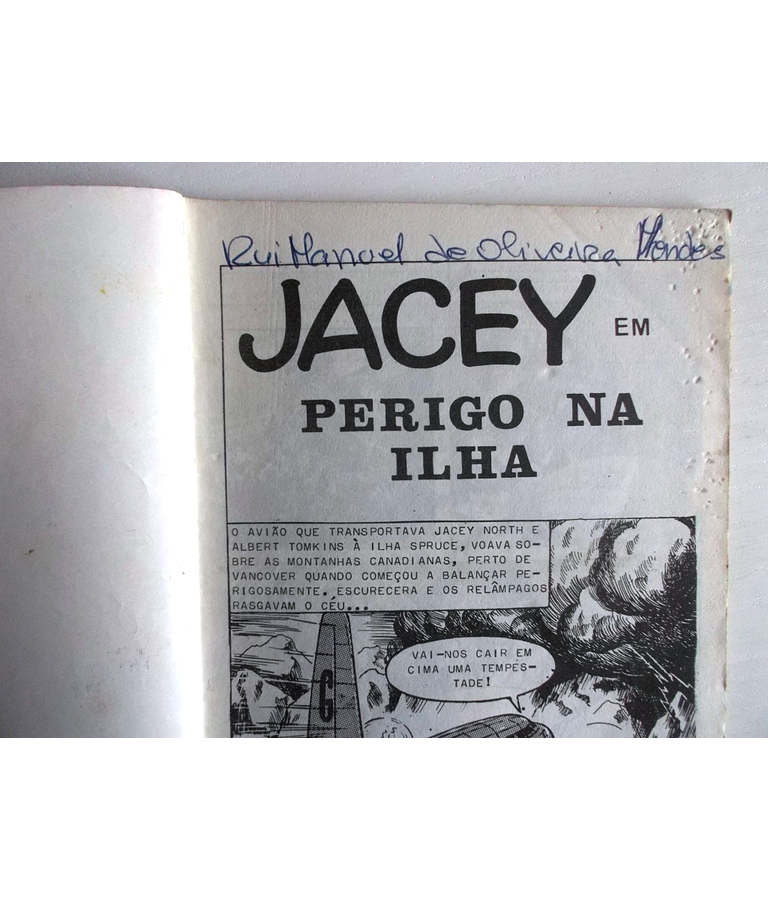 Rui Manuel de Oliveira Mendes
JACEY EM
PERIGO NA
ILHA
O AVIÃO QUE TRANSPORTAVA JACEY NORTH E
ALBERT TOMKINS À ILHA SPRUCE, VOAVA SO-
BRE AS MONTANHAS CANADIANAS, PERTO DE
VANCOVER QUANDO COMEÇOU A BALANÇAR PE-
RIGOSAMENTE. ESCURECERA E OS RELÂMPAGOS
RASGAVAM O CÉU...
VAI-NOS CAIR EM
CIMA UMA TEMPES-
TADE!
G